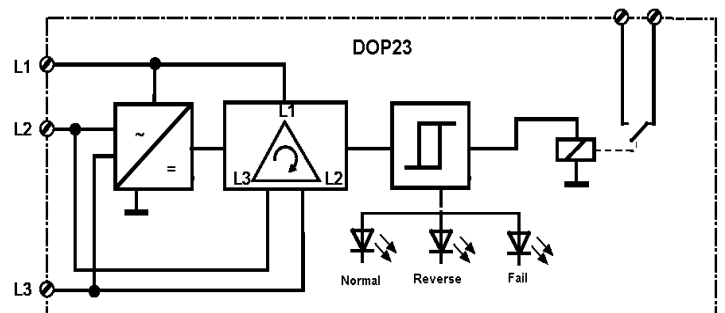 DOP23
L1
L2
L3
~
=
L1
L3
L2
Normal
Reverse
Fail